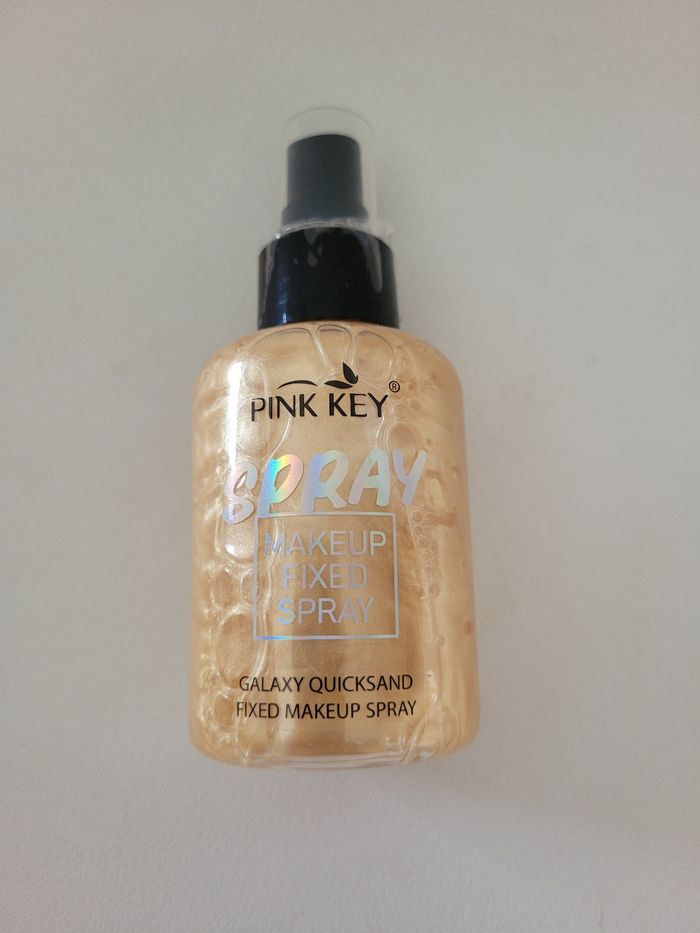 PINK KEY®
SPRAY
MAKEUP
FIXED
SPRAY
GALAXY QUICKSAND
FIXED MAKEUP SPRAY